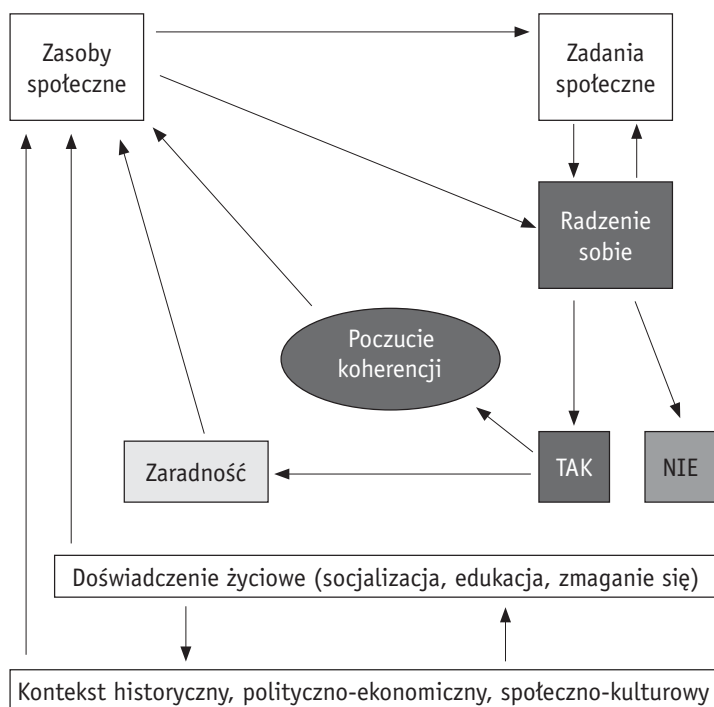 Zasoby
społeczne
Zadania
społeczne
Radzenie
sobie
Poczucie
koherencji
Zaradność
TAK
NIE
Doświadczenie życiowe (socjalizacja, edukacja, zmaganie się)
Kontekst historyczny, polityczno-ekonomiczny, społeczno-kulturowy